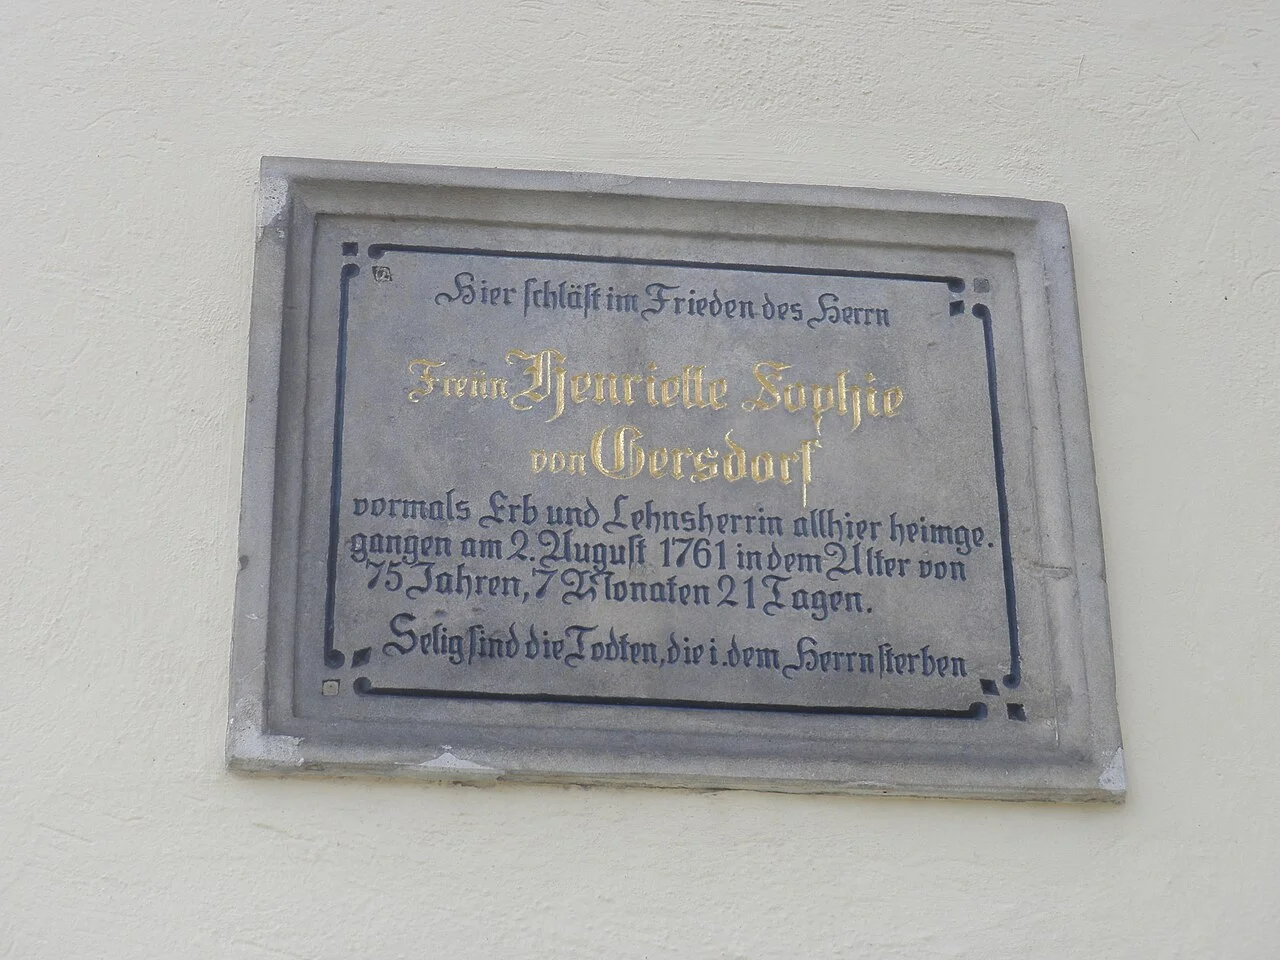 Hier schläft im Frieden des Herrn
Freiin Henriette Sophie
von Gersdorf
vormals Erb und Lehnsherrin allhier heimge.
gangen am 2. August 1761 in dem Alter von
75 Jahren, 7 Monaten 21 Tagen.
Selig sind die Todten, die i. dem Herrn sterben